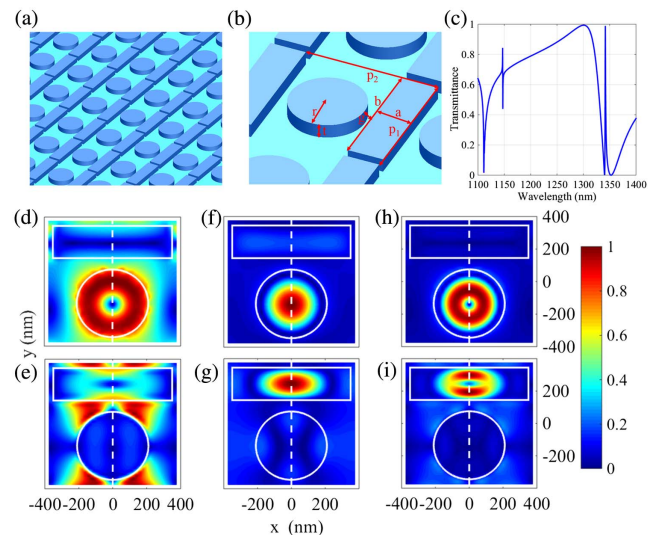 (a)
(b)
(c)
p2
b
a
r
h
p1
Transmittance
1
0.8
0.6
0.4
0.2
0
1100 1150 1200 1250 1300 1350 1400
Wavelength (nm)
(d)
(f)
(h)
400
200
0
-200
-400
1
0.8
0.6
0.4
0.2
0
y (nm)
(e)
(g)
(i)
200
0
-200
-400 -200 0 200
-400 -200 0 200
-400 -200 0 200 400
x (nm)